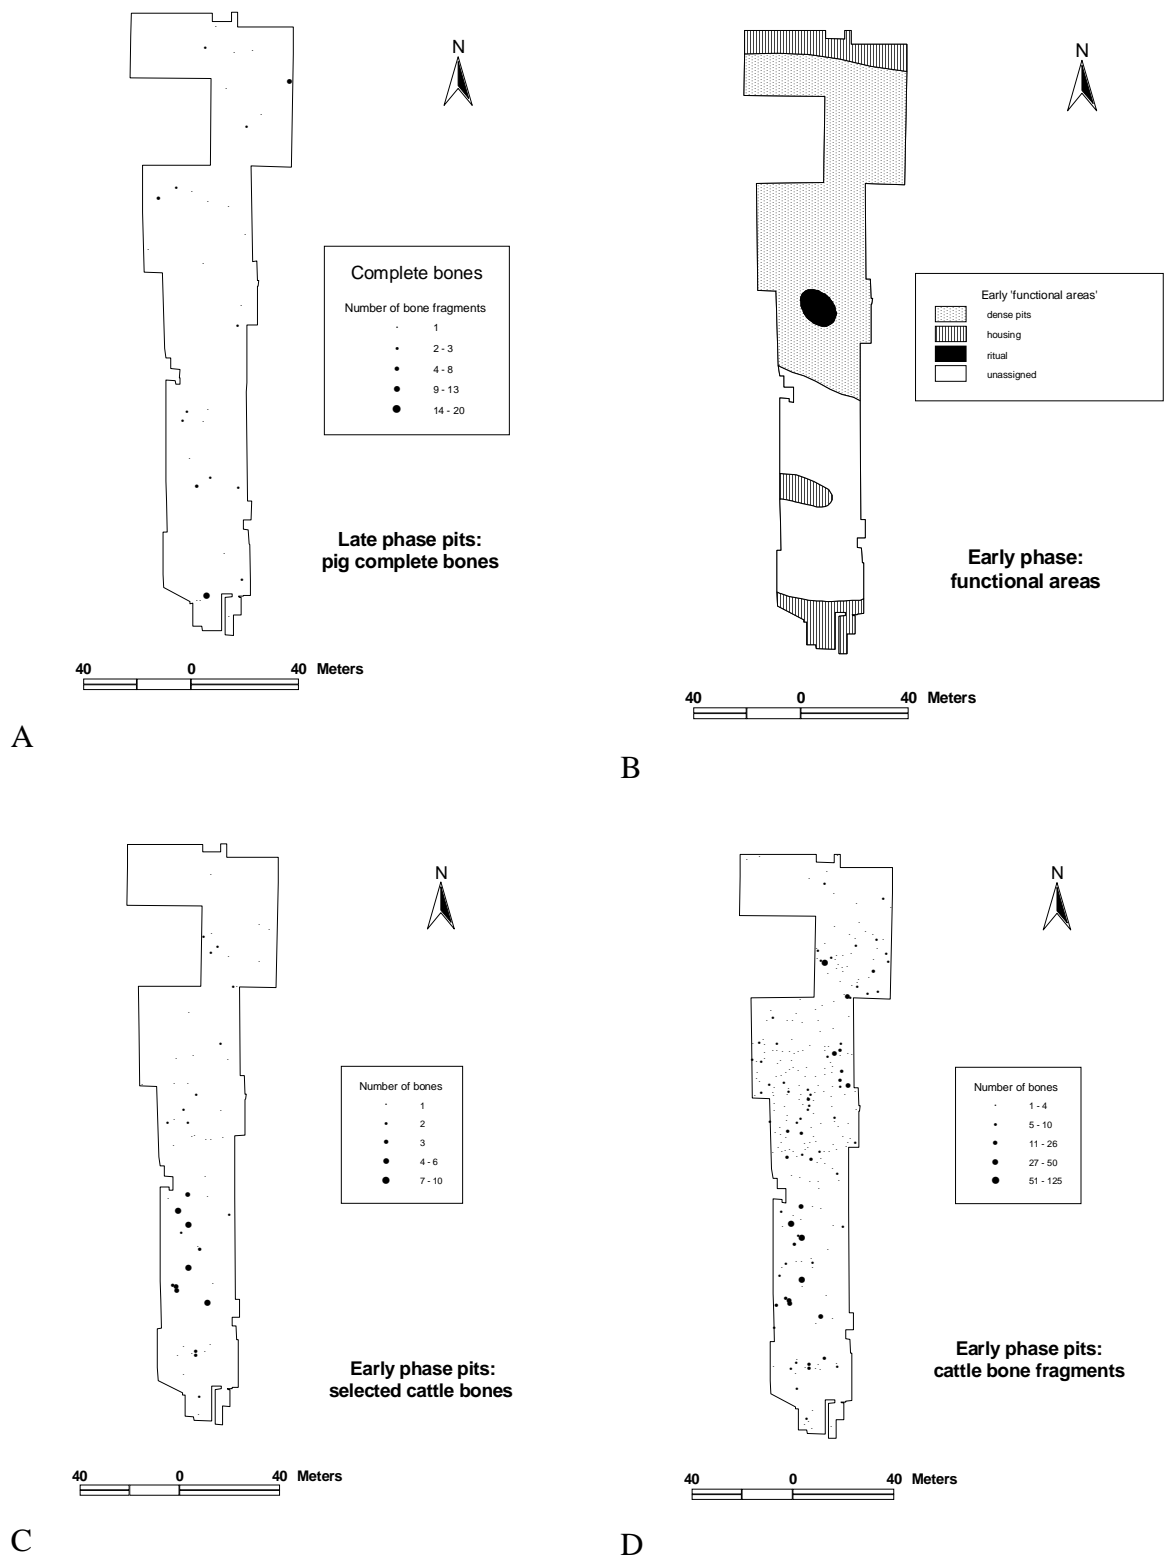 N
Complete bones
Number of bone fragments
1
2 - 3
4 - 8
9 - 13
14 - 20
Late phase pits:
pig complete bones
40 0 40 Meters
A
N
Early 'functional areas'
dense pits
housing
ritual
unassigned
Early phase:
functional areas
40 0 40 Meters
B
N
Number of bones
1
2
3
4 - 6
7 - 10
Early phase pits:
selected cattle bones
40 0 40 Meters
C
N
Number of bones
1 - 4
5 - 10
11 - 26
27 - 50
51 - 125
Early phase pits:
cattle bone fragments
40 0 40 Meters
D